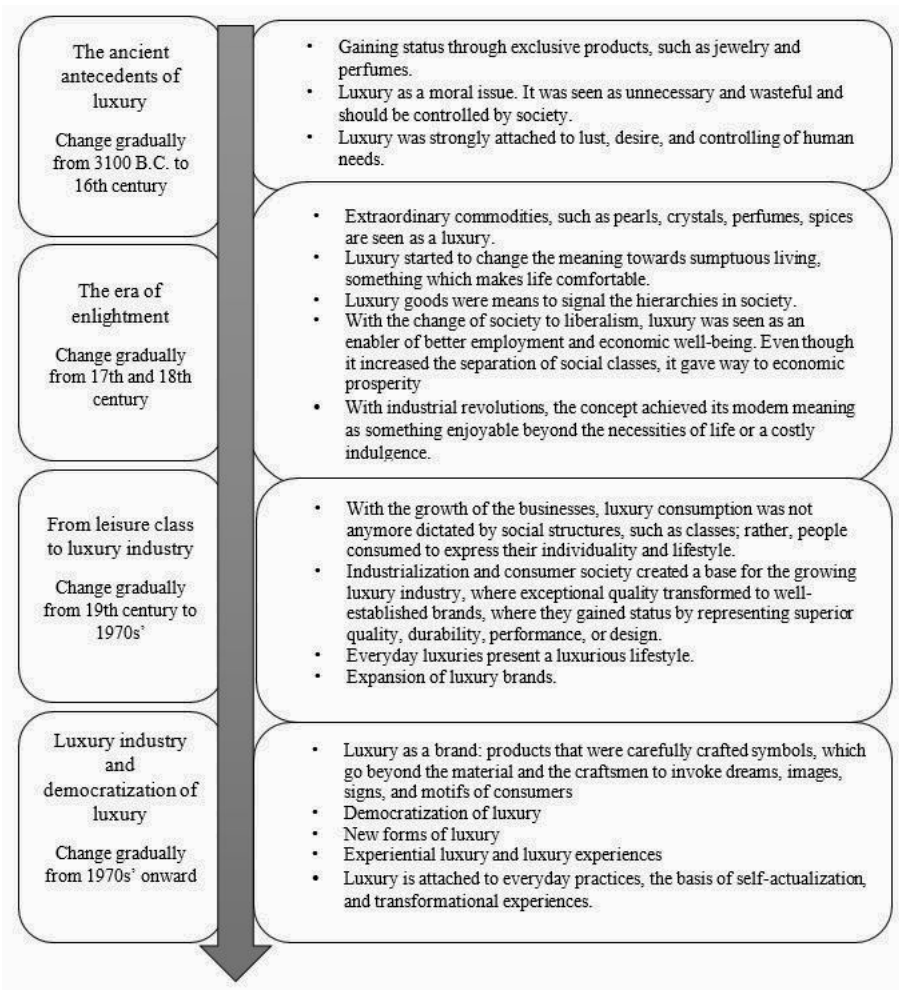 The ancient
antecedents of
luxury
Change gradually
from 3100 B.C. to
16th century
• Gaining status through exclusive products, such as jewelry and
perfumes.
• Luxury as a moral issue. It was seen as unnecessary and wasteful and
should be controlled by society.
• Luxury was strongly attached to lust, desire, and controlling of human
needs.
The era of
enlightment
Change gradually
from 17th and 18th
century
• Extraordinary commodities, such as pearls, crystals, perfumes, spices
are seen as a luxury.
• Luxury started to change the meaning towards sumptuous living,
something which makes life comfortable.
• Luxury goods were means to signal the hierarchies in society.
• With the change of society to liberalism, luxury was seen as an
enabler of better employment and economic well-being. Even though
it increased the separation of social classes, it gave way to economic
prosperity
• With industrial revolutions, the concept achieved its modern meaning
as something enjoyable beyond the necessities of life or a costly
indulgence.
From leisure class
to luxury industry
Change gradually
from 19th century to
1970s’
• With the growth of the businesses, luxury consumption was not
anymore dictated by social structures, such as classes; rather, people
consumed to express their individuality and lifestyle.
• Industrialization and consumer society created a base for the growing
luxury industry, where exceptional quality transformed to well-
established brands, where they gained status by representing superior
quality, durability, performance, or design.
• Everyday luxuries present a luxurious lifestyle.
• Expansion of luxury brands.
Luxury industry
and
democratization of
luxury
Change gradually
from 1970s’ onward
• Luxury as a brand: products that were carefully crafted symbols, which
go beyond the material and the craftsmen to invoke dreams, images,
signs, and motifs of consumers
• Democratization of luxury
• New forms of luxury
• Experiential luxury and luxury experiences
• Luxury is attached to everyday practices, the basis of self-actualization,
and transformational experiences.